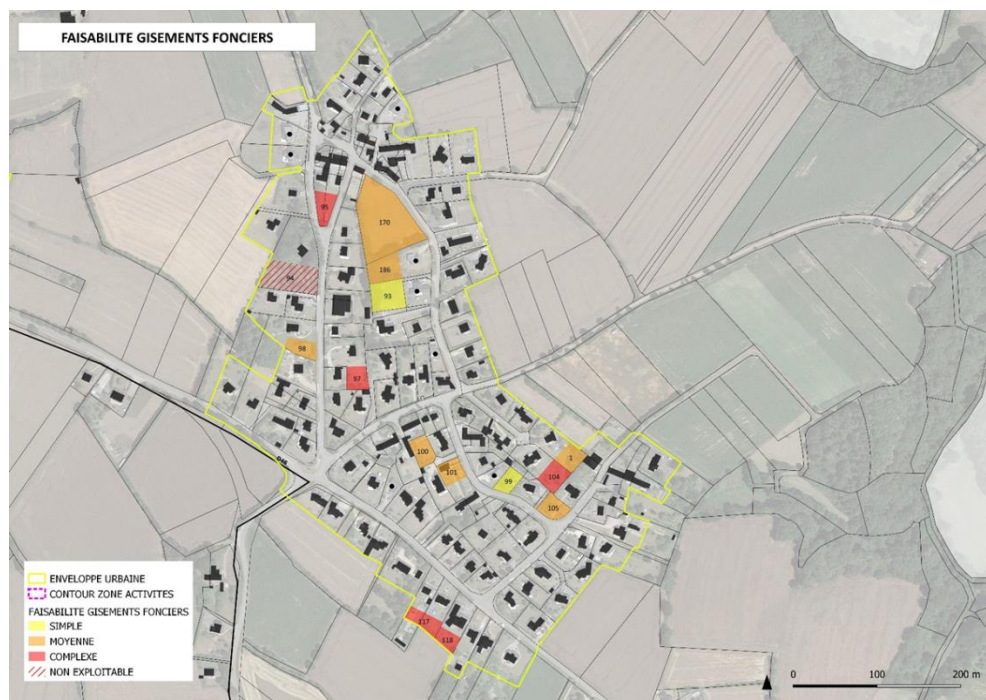 FAISABILITE GISEMENTS FONCIERS
95
170
186
94
93
98
97
100
101
99
1
104
105
117
118
ENVELOPPE URBAINE
CONTOUR ZONE ACTIVITES
FAISABILITE GISEMENTS FONCIERS
SIMPLE
MOYENNE
COMPLEXE
NON EXPLOITABLE
0 100 200 m